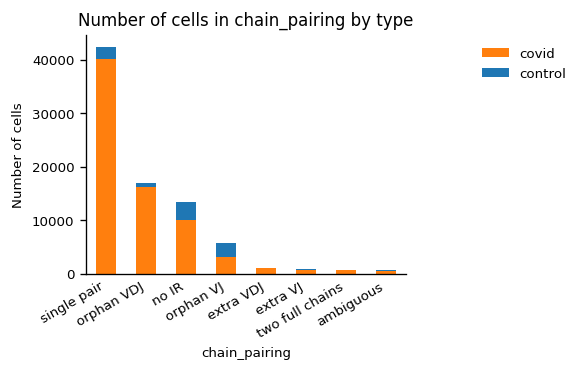 Number of cells in chain_pairing by type
covid
control
Number of cells
40000
30000
20000
10000
0
single pair
orphan VDJ
no IR
orphan VJ
extra VDJ
extra VJ
two full chains
ambiguous
chain_pairing